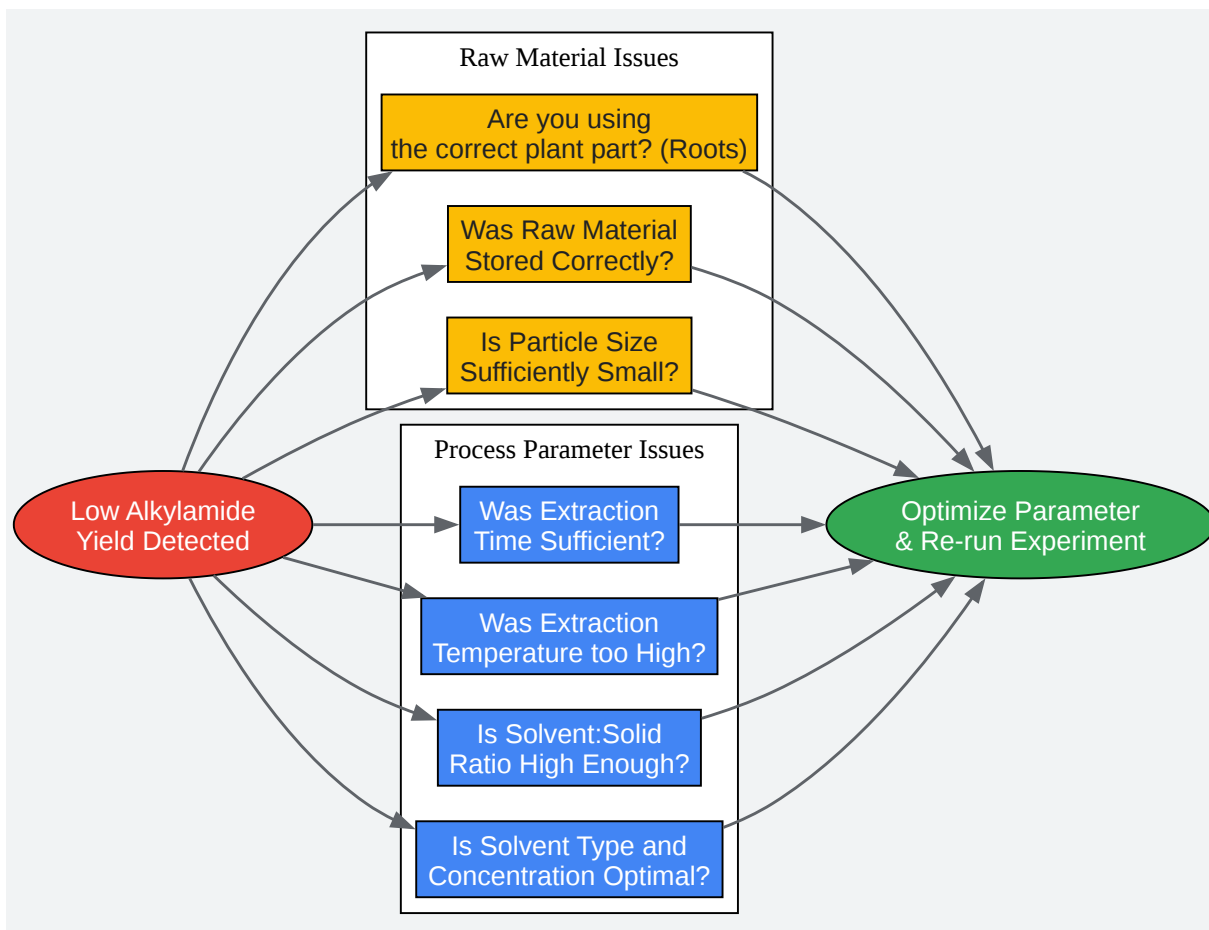 Raw Material Issues
Are you using
the correct plant part? (Roots)
Was Raw Material
Stored Correctly?
Is Particle Size
Sufficiently Small?
Process Parameter Issues
Low Alkylamide
Yield Detected
Was Extraction
Time Sufficient?
Optimize Parameter
& Re-run Experiment
Was Extraction
Temperature too High?
Is Solvent:Solid
Ratio High Enough?
Is Solvent Type and
Concentration Optimal?